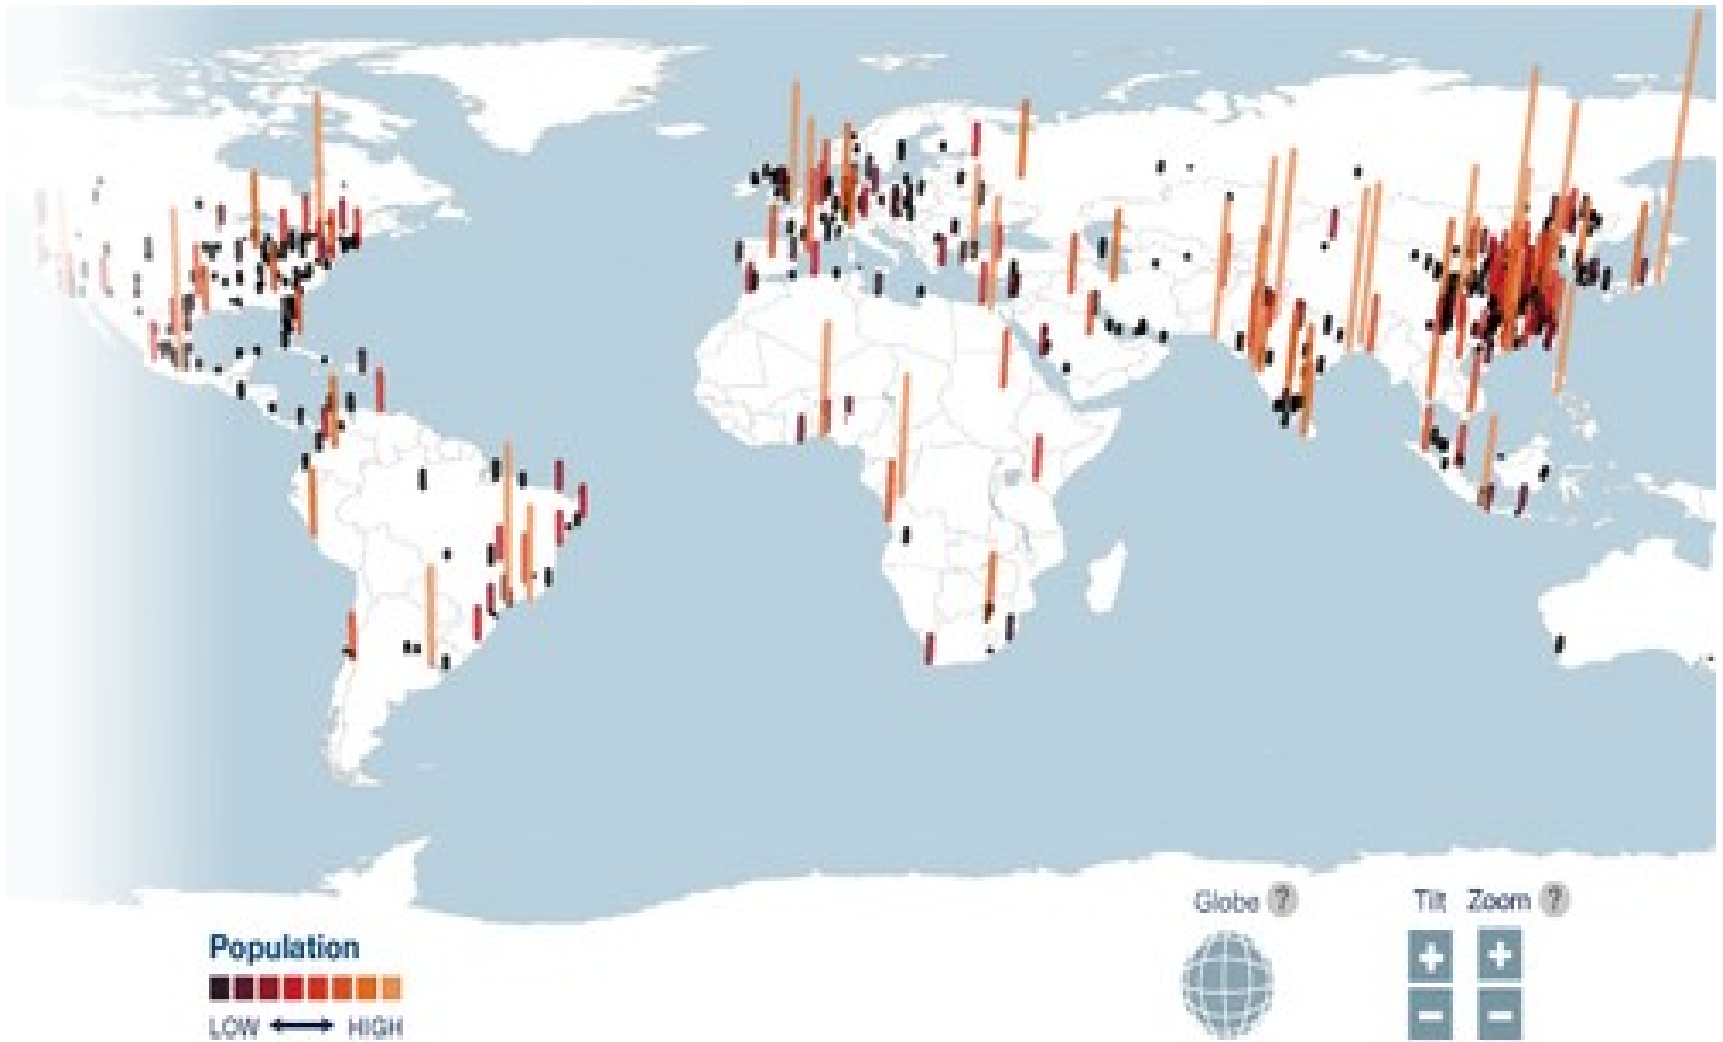 Globe ?
Tilt Zoom ?
Population
+ +
LOW HIGH
- -